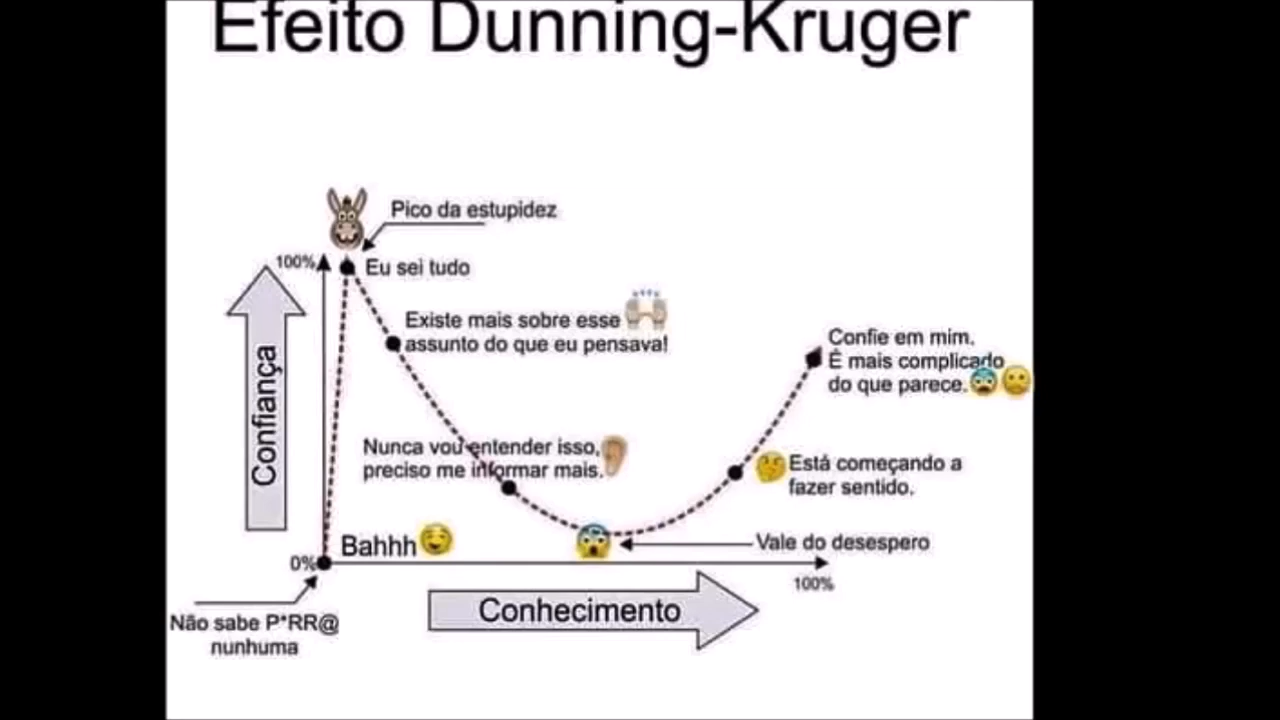 Efeito Dunning-Kruger
Pico da estupidez
100%
Eu sei tudo
Existe mais sobre esse
assunto do que eu pensava!
Confie em mim.
É mais complicado
do que parece.
Confiança
Nunca vou entender isso,
preciso me informar mais.
Está começando a
fazer sentido.
Bahhh
Vale do desespero
0%
100%
Conhecimento
Não sabe P*RR@
nunhuma